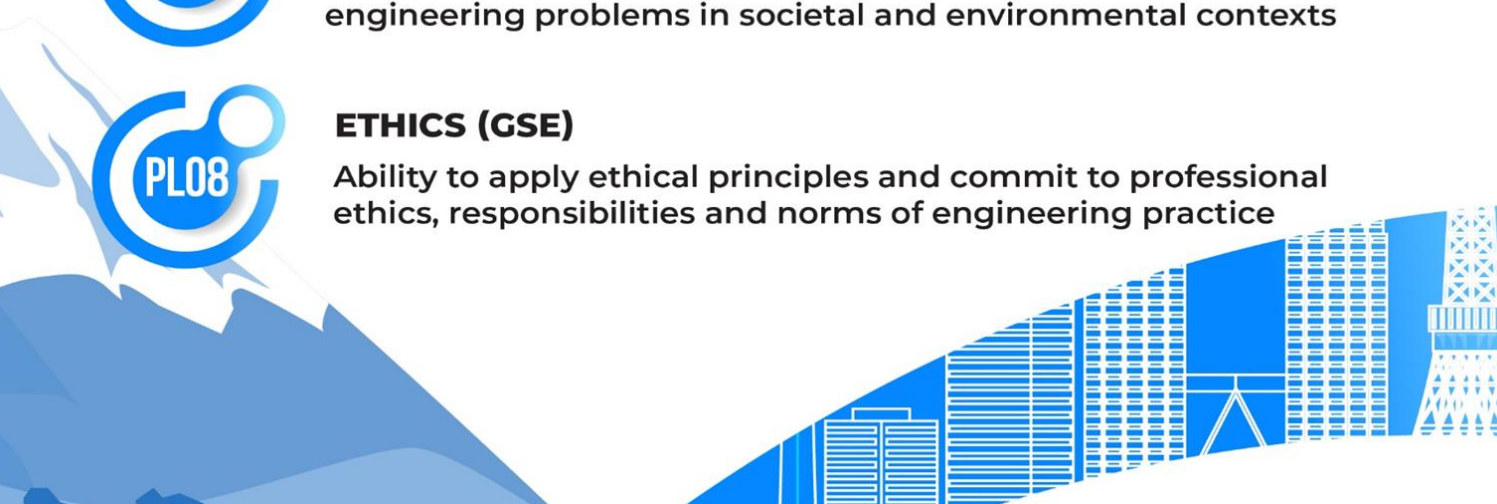 engineering problems in societal and environmental contexts
ETHICS (GSE)
PLO8
Ability to apply ethical principles and commit to professional
ethics, responsibilities and norms of engineering practice